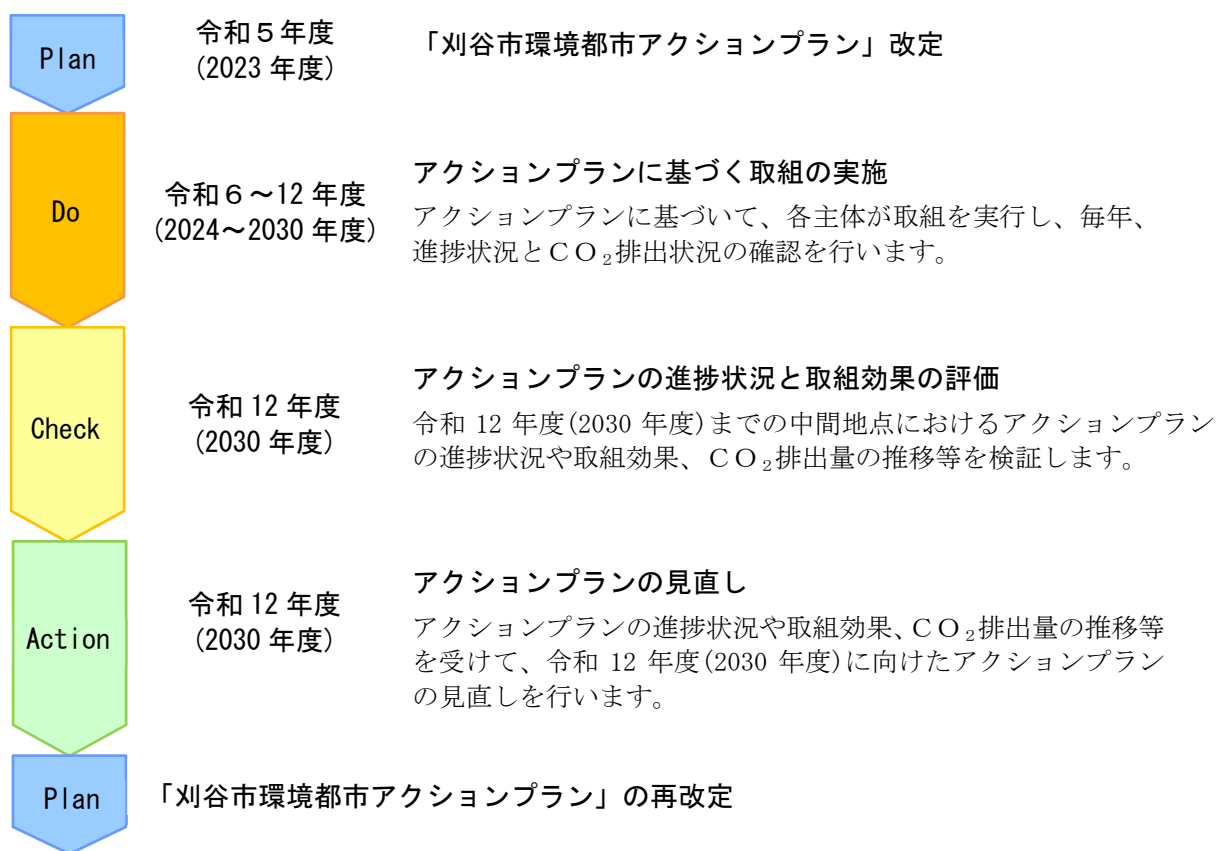 Plan
令和５年度
(2023 年度)
「刈谷市環境都市アクションプラン」改定
Do
令和６～12 年度
(2024～2030 年度)
アクションプランに基づく取組の実施
アクションプランに基づいて、各主体が取組を実行し、毎年、
進捗状況とＣＯ₂排出状況の確認を行います。
Check
令和 12 年度
(2030 年度)
アクションプランの進捗状況と取組効果の評価
令和 12 年度(2030 年度)までの中間地点におけるアクションプラン
の進捗状況や取組効果、ＣＯ₂排出量の推移等を検証します。
Action
令和 12 年度
(2030 年度)
アクションプランの見直し
アクションプランの進捗状況や取組効果、ＣＯ₂排出量の推移等
を受けて、令和 12 年度(2030 年度)に向けたアクションプラン
の見直しを行います。
Plan
「刈谷市環境都市アクションプラン」の再改定